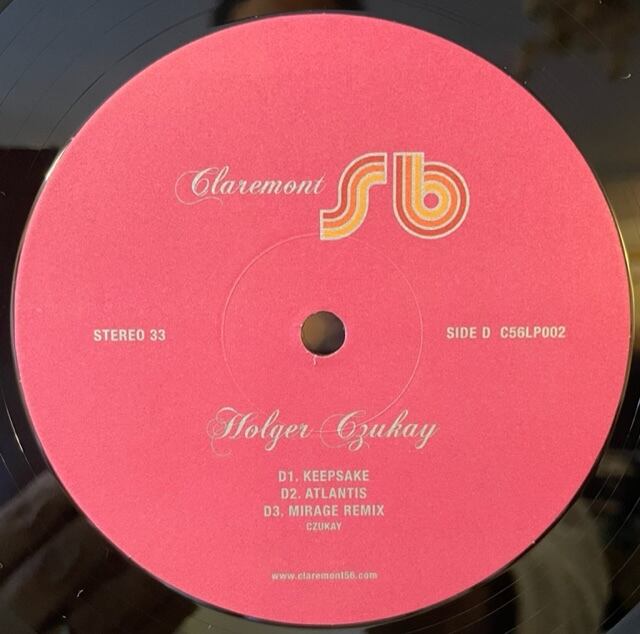 Claremont 56
STEREO 33
SIDE D C56LP002
Holger Czukay
D1. KEEPSAKE
D2. ATLANTIS
D3. MIRAGE REMIX
CZUKAY
www.claremont56.com